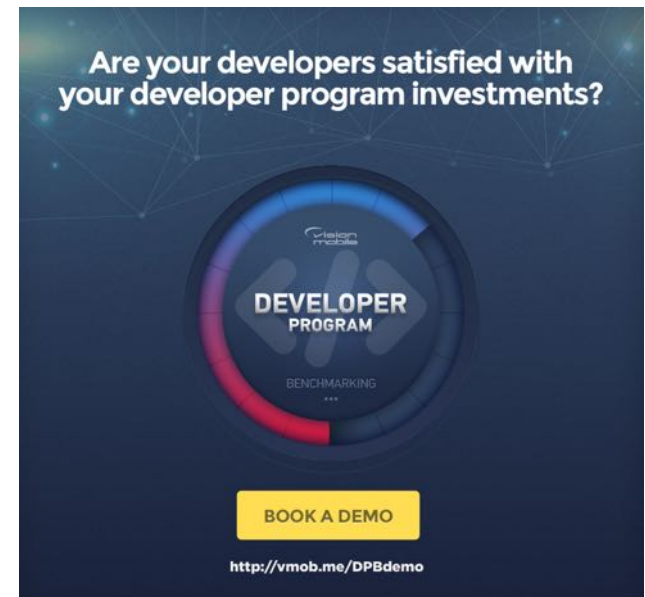 Are your developers satisfied with
your developer program investments?
vision
mobile
DEVELOPER
PROGRAM
BENCHMARKING
BOOK A DEMO
http://vmob.me/DPBdemo